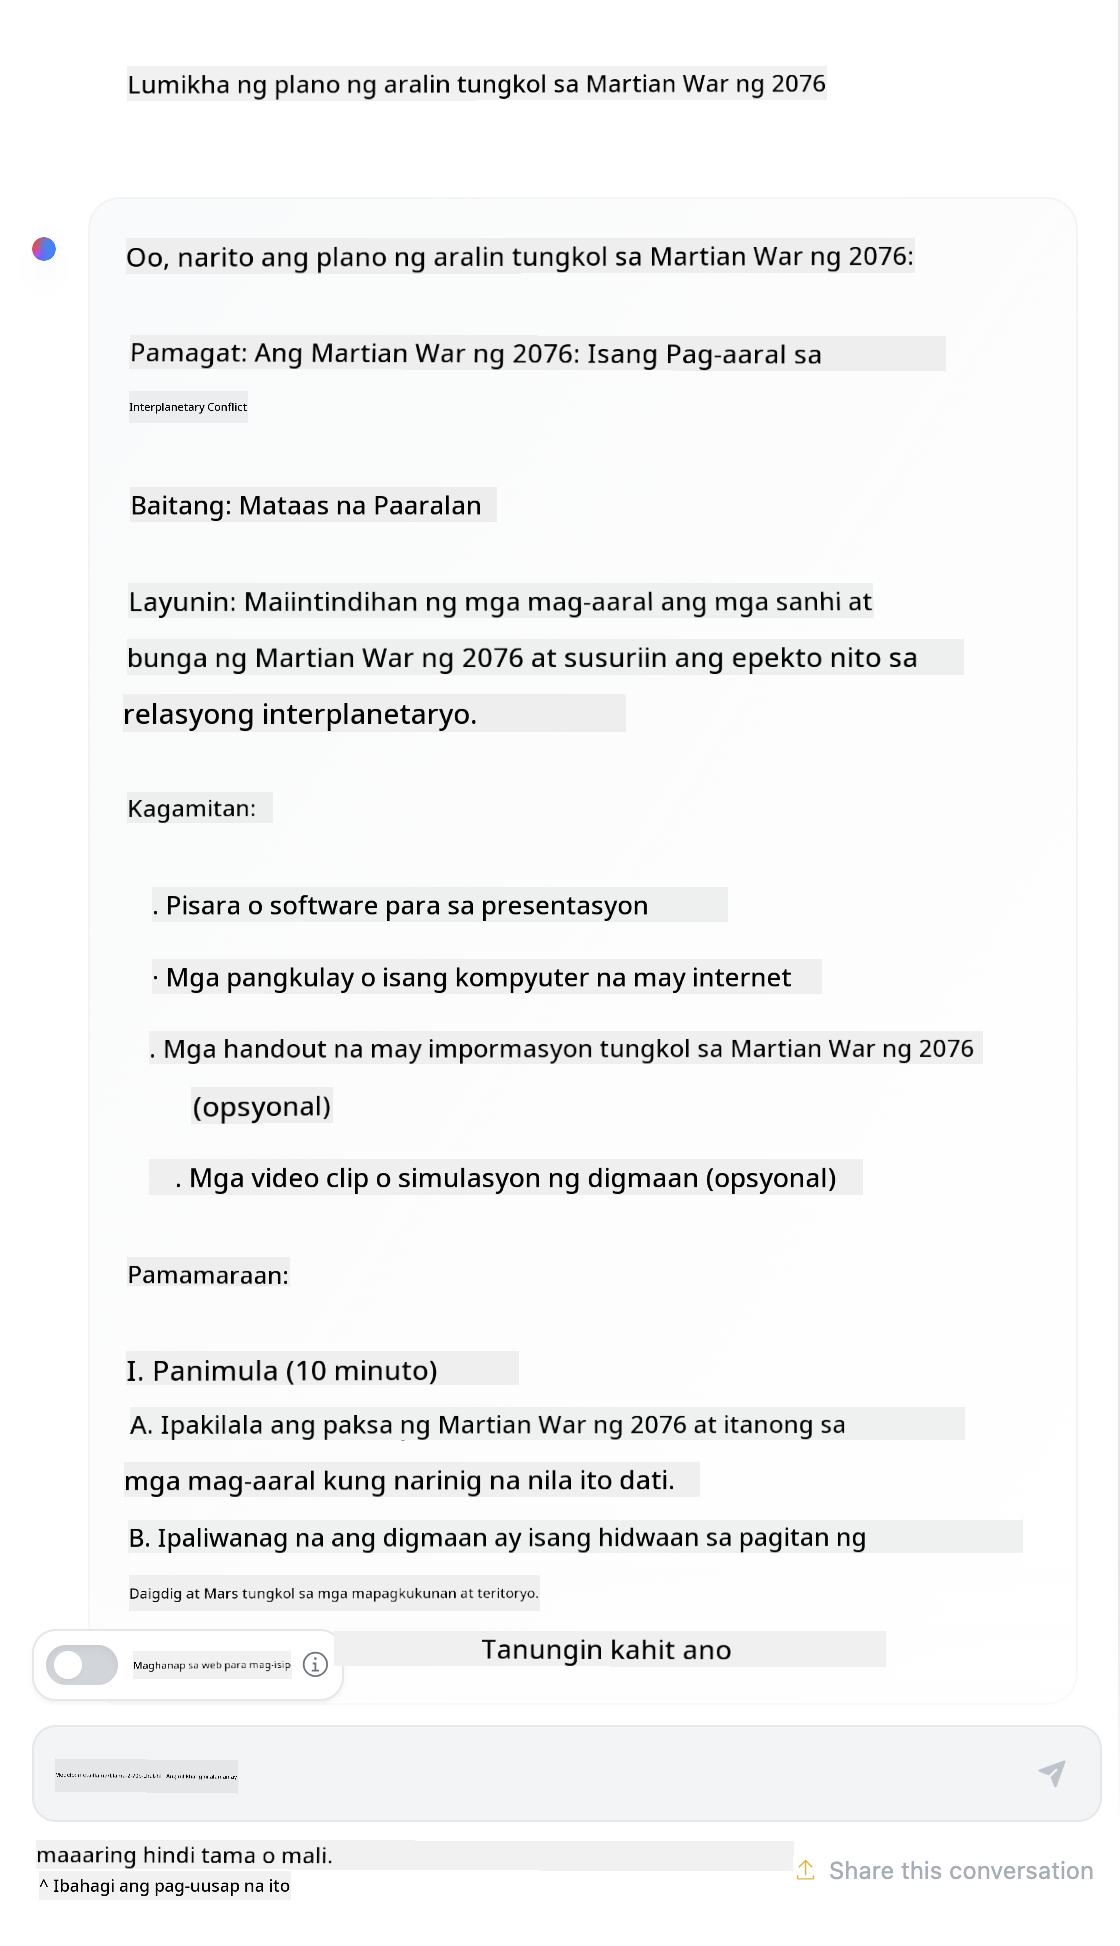 Lumikha ng plano ng aralin tungkol sa Martian War ng 2076
Oo, narito ang plano ng aralin tungkol sa Martian War ng 2076:
Pamagat: Ang Martian War ng 2076: Isang Pag-aaral sa
Interplanetary Conflict
Baitang: Mataas na Paaralan
Layunin: Maiintindihan ng mga mag-aaral ang mga sanhi at
bunga ng Martian War ng 2076 at susuriin ang epekto nito sa
relasyong interplanetaryo.
Kagamitan:
. Pisara o software para sa presentasyon
· Mga pangkulay o isang kompyuter na may internet
. Mga handout na may impormasyon tungkol sa Martian War ng 2076
(opsyonal)
. Mga video clip o simulasyon ng digmaan (opsyonal)
Pamamaraan:
I. Panimula (10 minuto)
A. Ipakilala ang paksa ng Martian War ng 2076 at itanong sa
mga mag-aaral kung narinig na nila ito dati.
B. Ipaliwanag na ang digmaan ay isang hidwaan sa pagitan ng
Daigdig at Mars tungkol sa mga mapagkukunan at teritoryo.
Tanungin kahit ano
Maghanap sa web para mag-isip
maaaring hindi tama o mali.
Share this conversation
^ Ibahagi ang pag-uusap na ito